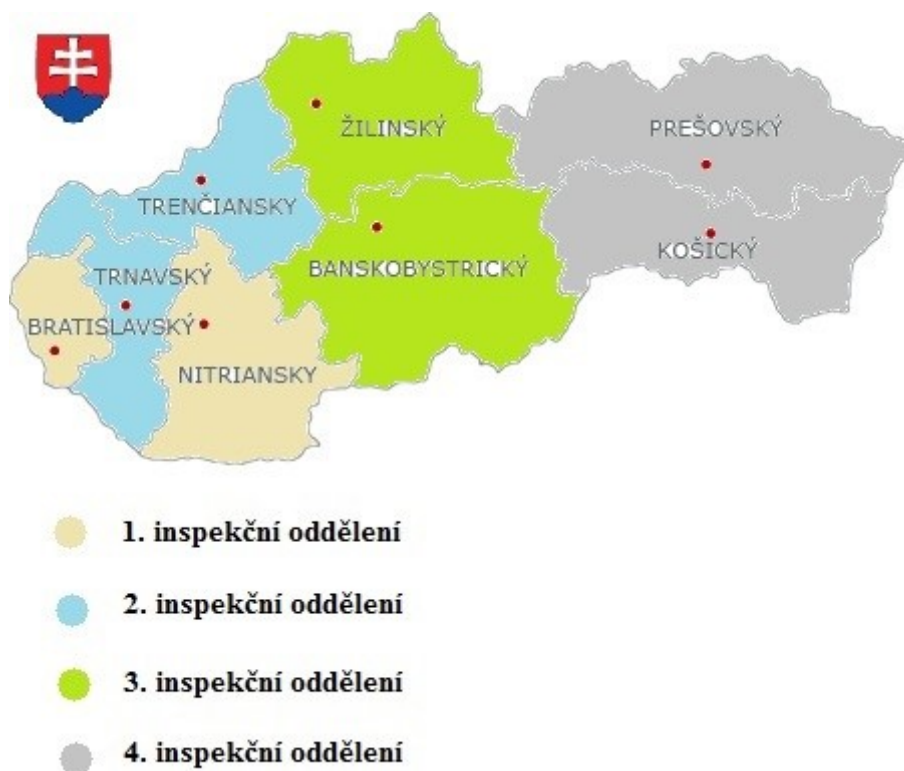 ŽILINSKÝ
PREŠOVSKÝ
TRENČIANSKY
KOŠICKÝ
BANSKOBYSTRICKÝ
TRNAVSKÝ
BRATISLAVSKÝ
NITRIANSKY
1. inspekční oddělení
2. inspekční oddělení
3. inspekční oddělení
4. inspekční oddělení